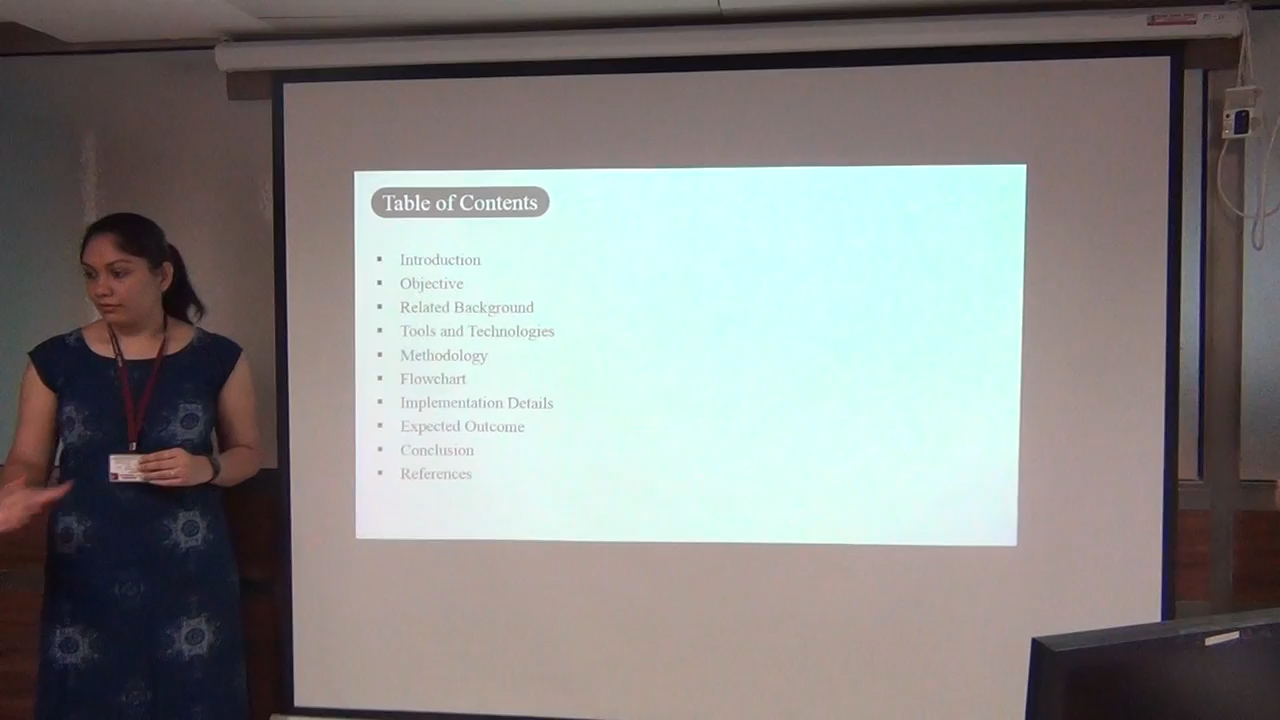 Table of Contents
▪ Introduction
▪ Objective
▪ Related Background
▪ Tools and Technologies
▪ Methodology
▪ Flowchart
▪ Implementation Details
▪ Expected Outcome
▪ Conclusion
▪ References